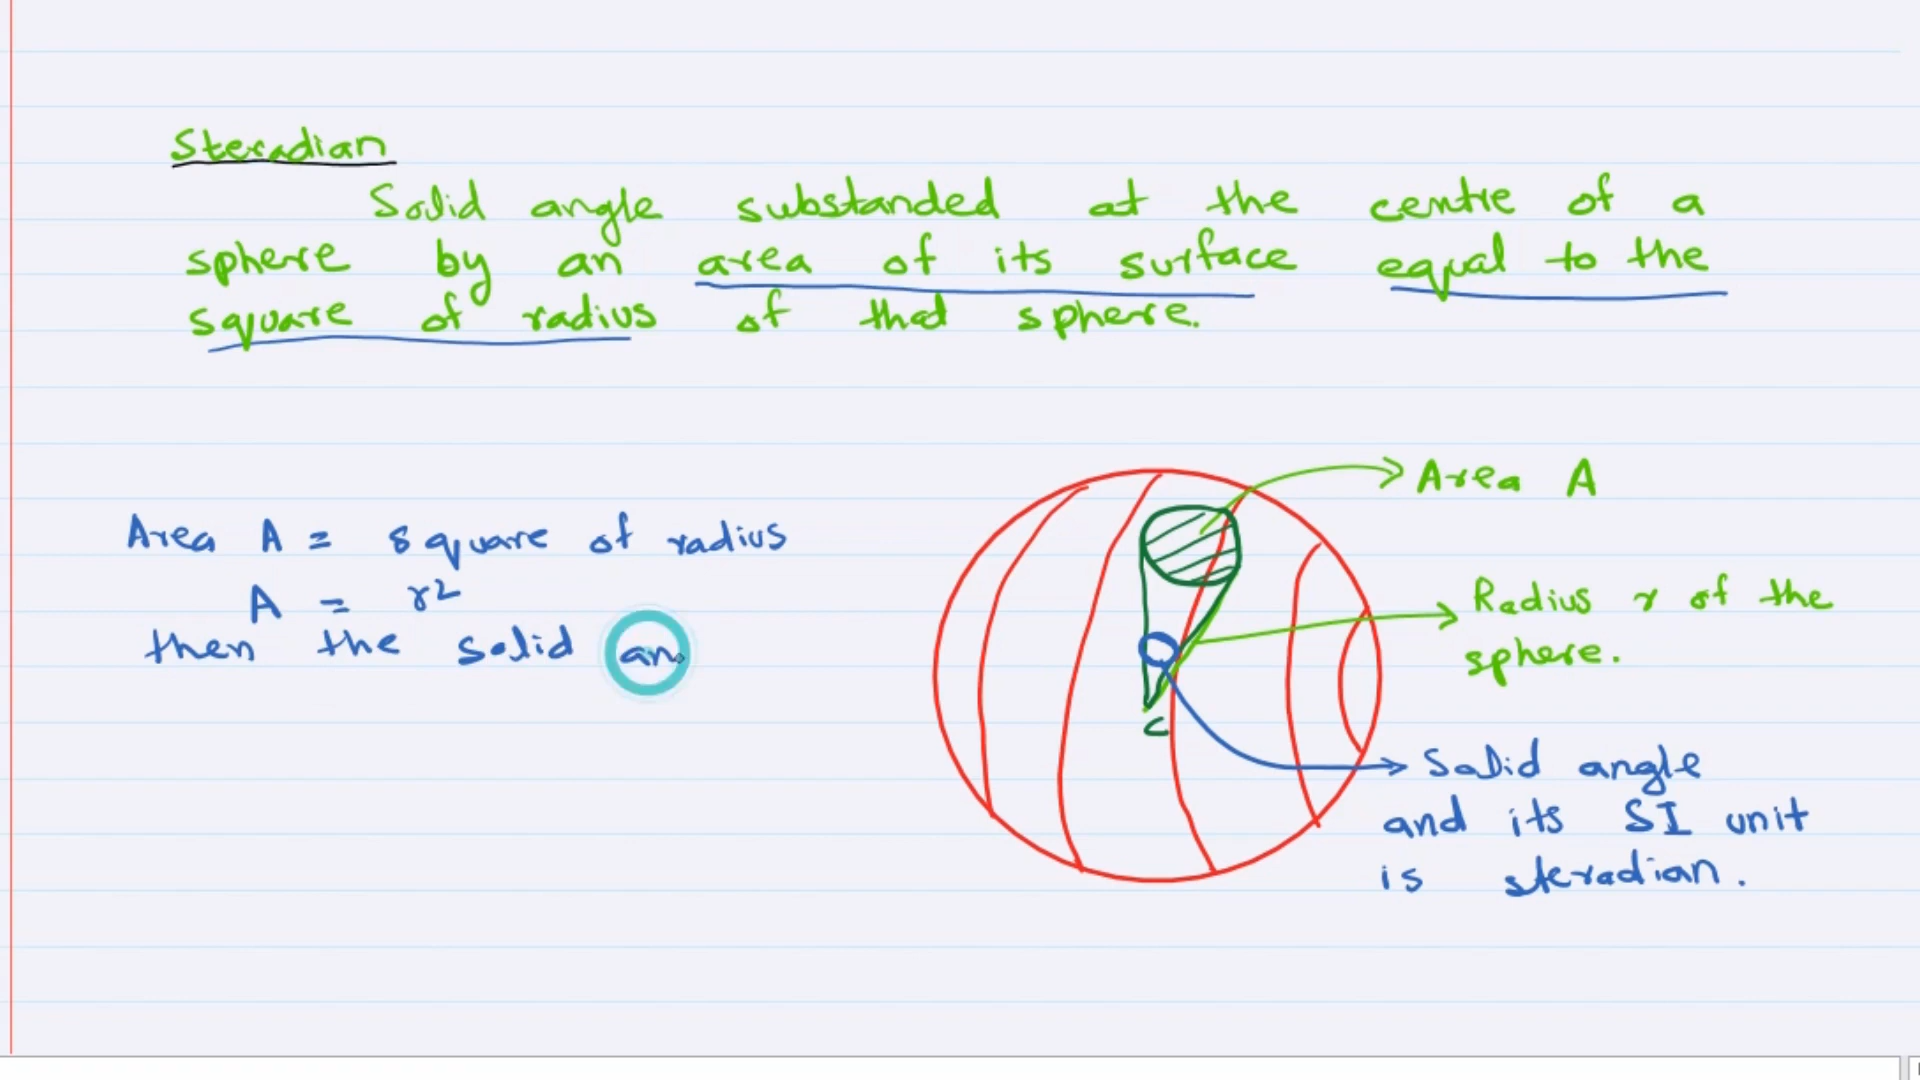 Steradian
Solid angle substanded at the centre of a
sphere by an area of its surface equal to the
square of radius of that sphere.
Area A
Area A = square of radius
A = r²
then the solid an
Radius r of the
sphere.
C
Solid angle
and its SI unit
is steradian.